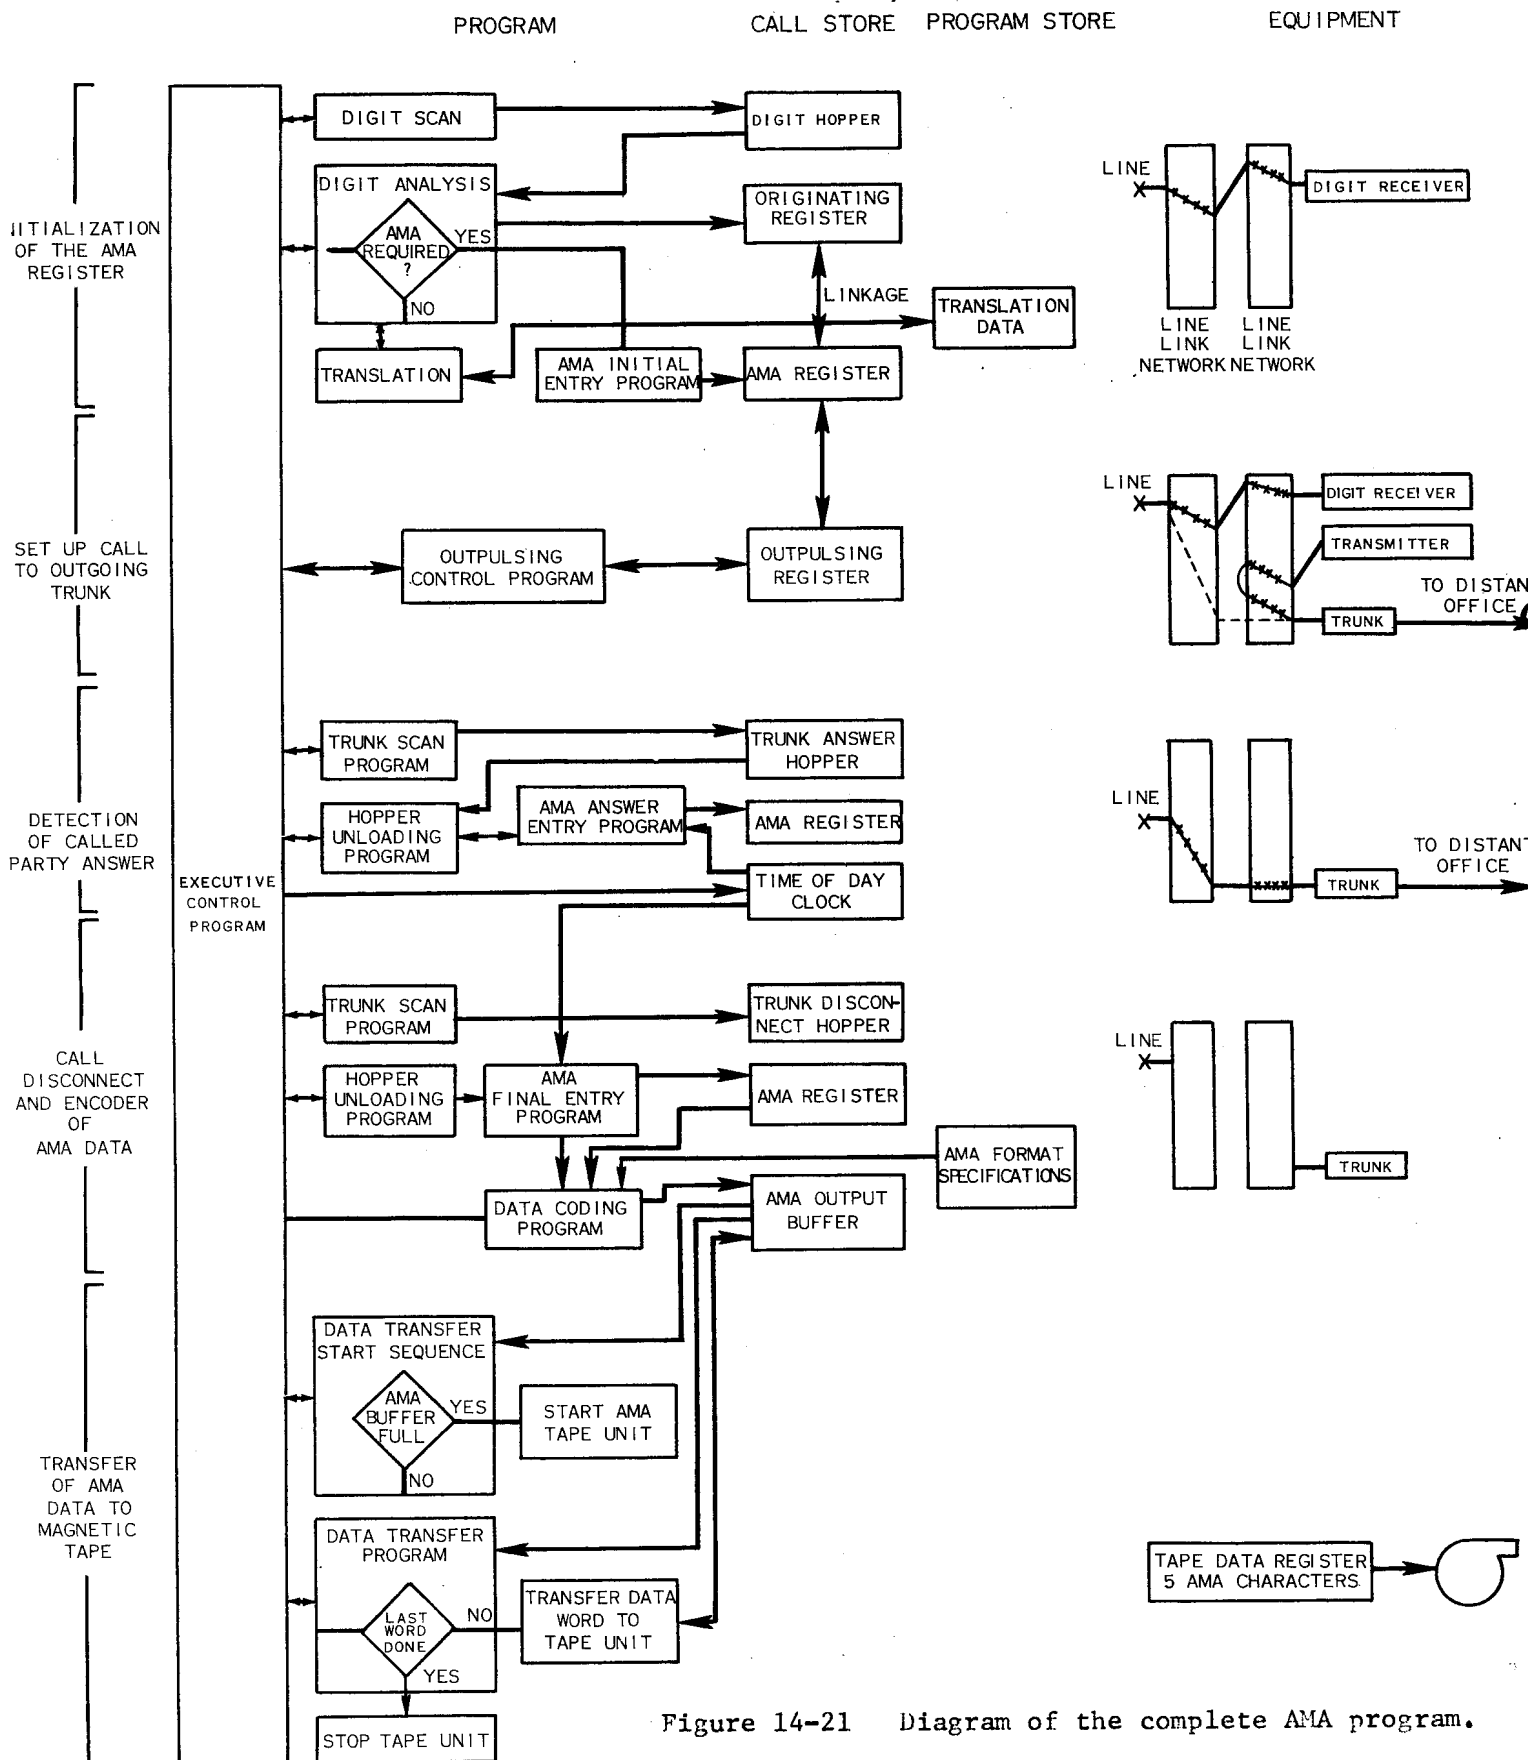 PROGRAM
CALL STORE
PROGRAM STORE
EQUIPMENT
IITIALIZATION
OF THE AMA
REGISTER
DIGIT SCAN
DIGIT HOPPER
DIGIT ANALYSIS
AMA
REQUIRED
?
YES
NO
ORIGINATING
REGISTER
LINKAGE
TRANSLATION
DATA
TRANSLATION
AMA INITIAL
ENTRY PROGRAM
AMA REGISTER
LINE
DIGIT RECEIVER
LINE
LINK
NETWORK
LINE
LINK
NETWORK
SET UP CALL
TO OUTGOING
TRUNK
OUTPULSING
CONTROL PROGRAM
OUTPULSING
REGISTER
LINE
DIGIT RECEIVER
TRANSMITTER
TRUNK
TO DISTAN
OFFICE
DETECTION
OF CALLED
PARTY ANSWER
TRUNK SCAN
PROGRAM
TRUNK ANSWER
HOPPER
HOPPER
UNLOADING
PROGRAM
AMA ANSWER
ENTRY PROGRAM
AMA REGISTER
TIME OF DAY
CLOCK
EXECUTIVE
CONTROL
PROGRAM
LINE
TRUNK
TO DISTANT
OFFICE
CALL
DISCONNECT
AND ENCODER
OF
AMA DATA
TRUNK SCAN
PROGRAM
TRUNK DISCON-
NECT HOPPER
HOPPER
UNLOADING
PROGRAM
AMA
FINAL ENTRY
PROGRAM
AMA REGISTER
AMA FORMAT
SPECIFICATIONS
DATA CODING
PROGRAM
AMA OUTPUT
BUFFER
LINE
TRUNK
TRANSFER
OF AMA
DATA TO
MAGNETIC
TAPE
DATA TRANSFER
START SEQUENCE
AMA
BUFFER
FULL
YES
NO
START AMA
TAPE UNIT
DATA TRANSFER
PROGRAM
LAST
WORD
DONE
NO
YES
TRANSFER DATA
WORD TO
TAPE UNIT
STOP TAPE UNIT
TAPE DATA REGISTER
5 AMA CHARACTERS
Figure 14-21 Diagram of the complete AMA program.